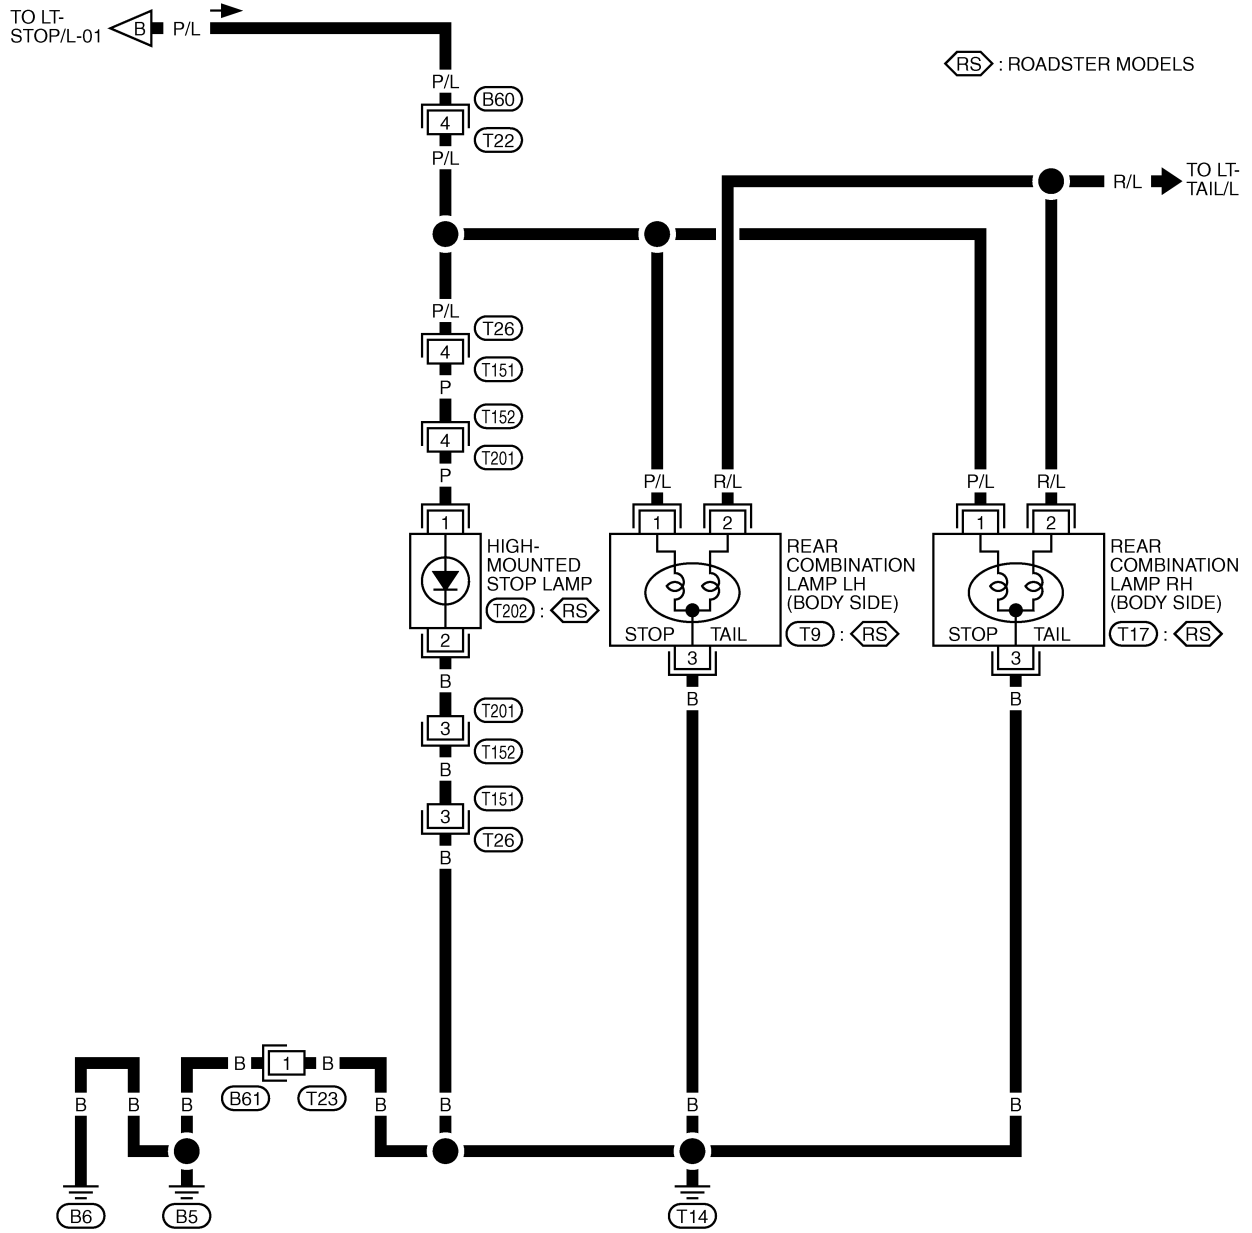 TO LT-
STOP/L-01
B
P/L
RS : ROADSTER MODELS
P/L
B60
4
T22
P/L
R/L
TO LT-
TAIL/L
P/L
T26
4
T151
P
T152
4
T201
P
P/L
R/L
P/L
R/L
1
1
2
1
2
HIGH-
MOUNTED
STOP LAMP
T202 : RS
REAR
COMBINATION
LAMP LH
(BODY SIDE)
T9 : RS
REAR
COMBINATION
LAMP RH
(BODY SIDE)
T17 : RS
STOP TAIL
STOP TAIL
2
3
3
B
B
B
T201
3
T152
B
T151
3
T26
B
B
1
B
B61
T23
B
B
B
B
B
B
B
B6
B5
T14